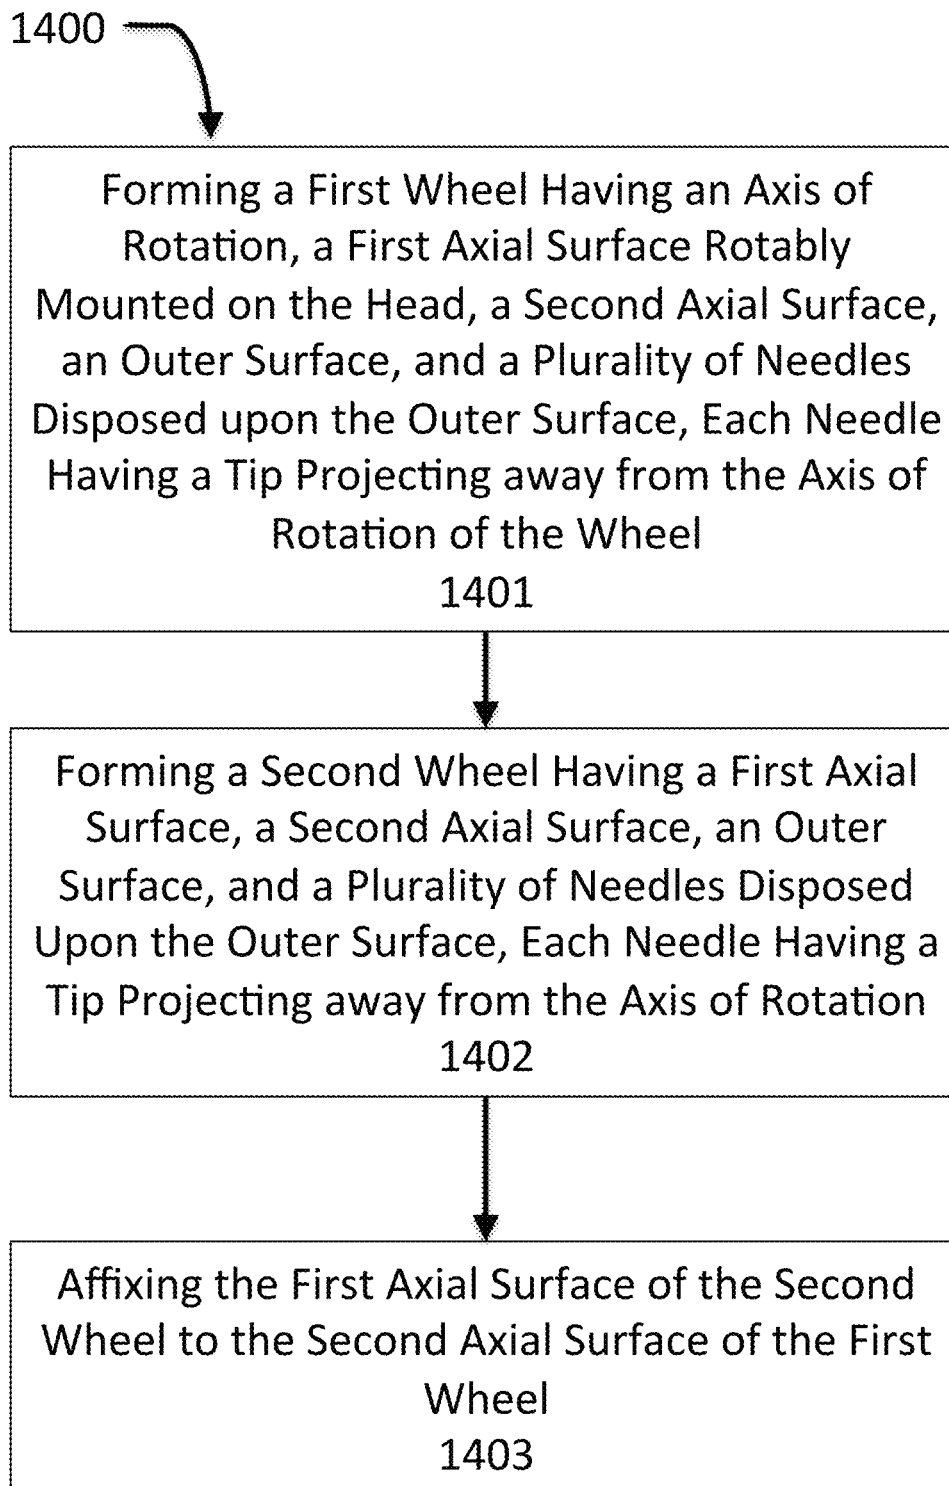 1400
Forming a First Wheel Having an Axis of
Rotation, a First Axial Surface Rotably
Mounted on the Head, a Second Axial Surface,
an Outer Surface, and a Plurality of Needles
Disposed upon the Outer Surface, Each Needle
Having a Tip Projecting away from the Axis of
Rotation of the Wheel
1401
Forming a Second Wheel Having a First Axial
Surface, a Second Axial Surface, an Outer
Surface, and a Plurality of Needles Disposed
Upon the Outer Surface, Each Needle Having a
Tip Projecting away from the Axis of Rotation
1402
Affixing the First Axial Surface of the Second
Wheel to the Second Axial Surface of the First
Wheel
1403